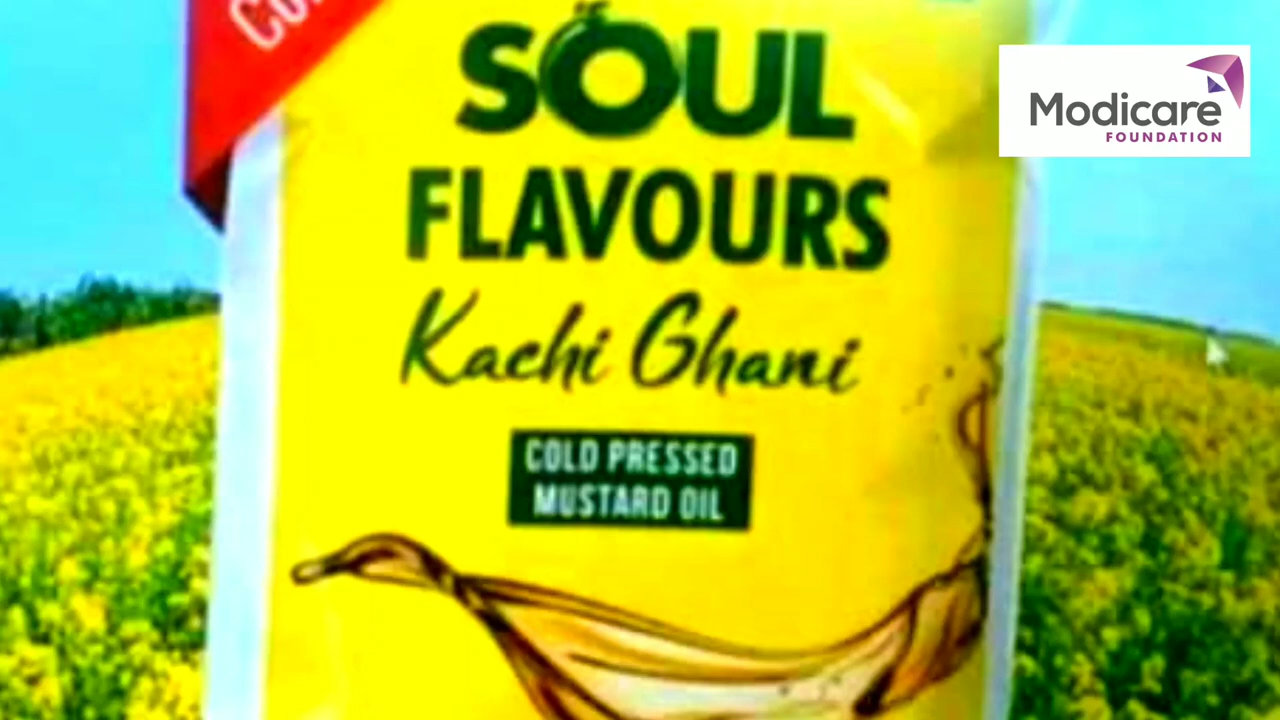 SOUL
FLAVOURS
Kachi Ghani
COLD PRESSED
MUSTARD OIL
Modicare
FOUNDATION